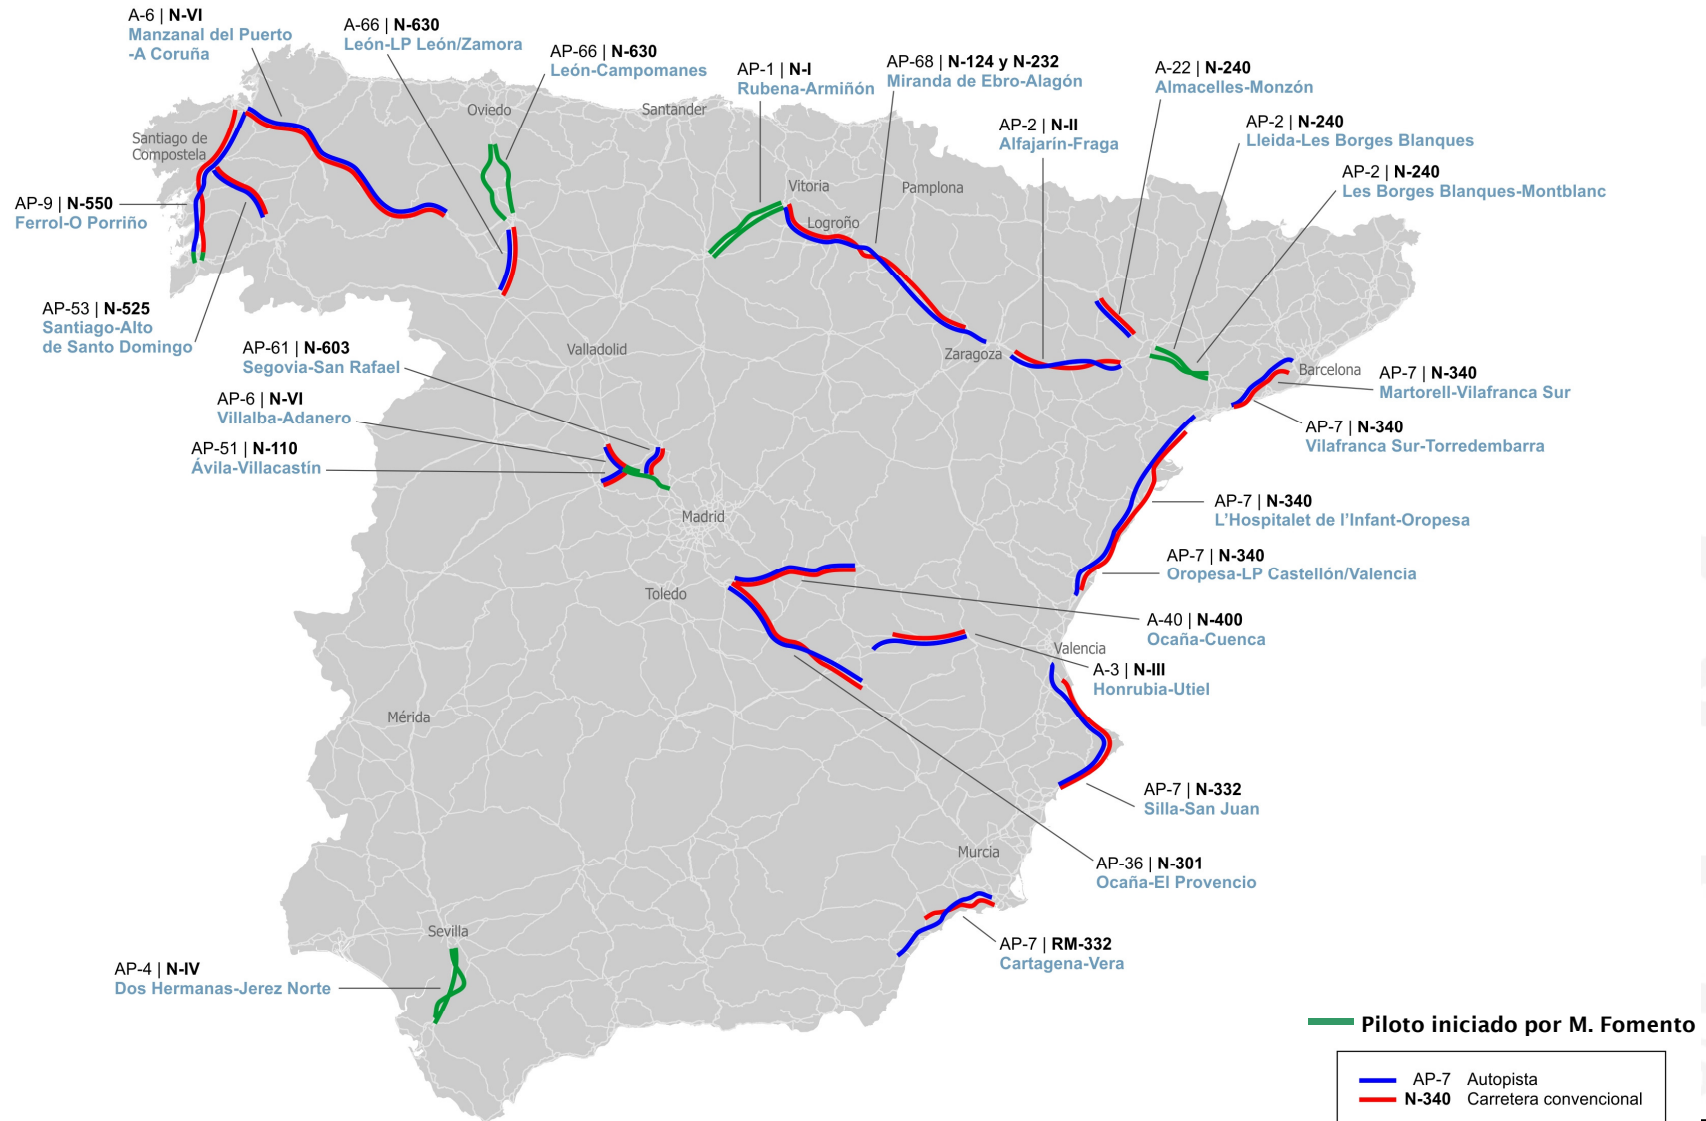 A-6 | N-VI
Manzanal del Puerto
-A Coruña
A-66 | N-630
León-LP León/Zamora
AP-66 | N-630
León-Campomanes
AP-1 | N-I
Rubena-Armiñón
AP-68 | N-124 y N-232
Miranda de Ebro-Alagón
A-22 | N-240
Almacelles-Monzón
AP-2 | N-II
Alfajarín-Fraga
AP-2 | N-240
Lleida-Les Borges Blanques
AP-2 | N-240
Les Borges Blanques-Montblanc
Oviedo
Santander
Santiago de
Compostela
Vitoria
Pamplona
Logroño
AP-9 | N-550
Ferrol-O Porriño
AP-53 | N-525
Santiago-Alto
de Santo Domingo
AP-61 | N-603
Segovia-San Rafael
Valladolid
Zaragoza
Barcelona
AP-7 | N-340
Martorell-Vilafranca Sur
AP-6 | N-VI
Villalba-Adanero
AP-7 | N-340
Vilafranca Sur-Torredembarra
AP-51 | N-110
Ávila-Villacastín
AP-7 | N-340
L'Hospitalet de l'Infant-Oropesa
Madrid
AP-7 | N-340
Oropesa-LP Castellón/Valencia
Toledo
A-40 | N-400
Ocaña-Cuenca
Valencia
A-3 | N-III
Honrubia-Utiel
Mérida
AP-7 | N-332
Silla-San Juan
Murcia
AP-36 | N-301
Ocaña-El Provencio
Sevilla
AP-7 | RM-332
Cartagena-Vera
AP-4 | N-IV
Dos Hermanas-Jerez Norte
Piloto iniciado por M. Fomento
AP-7 Autopista
N-340 Carretera convencional